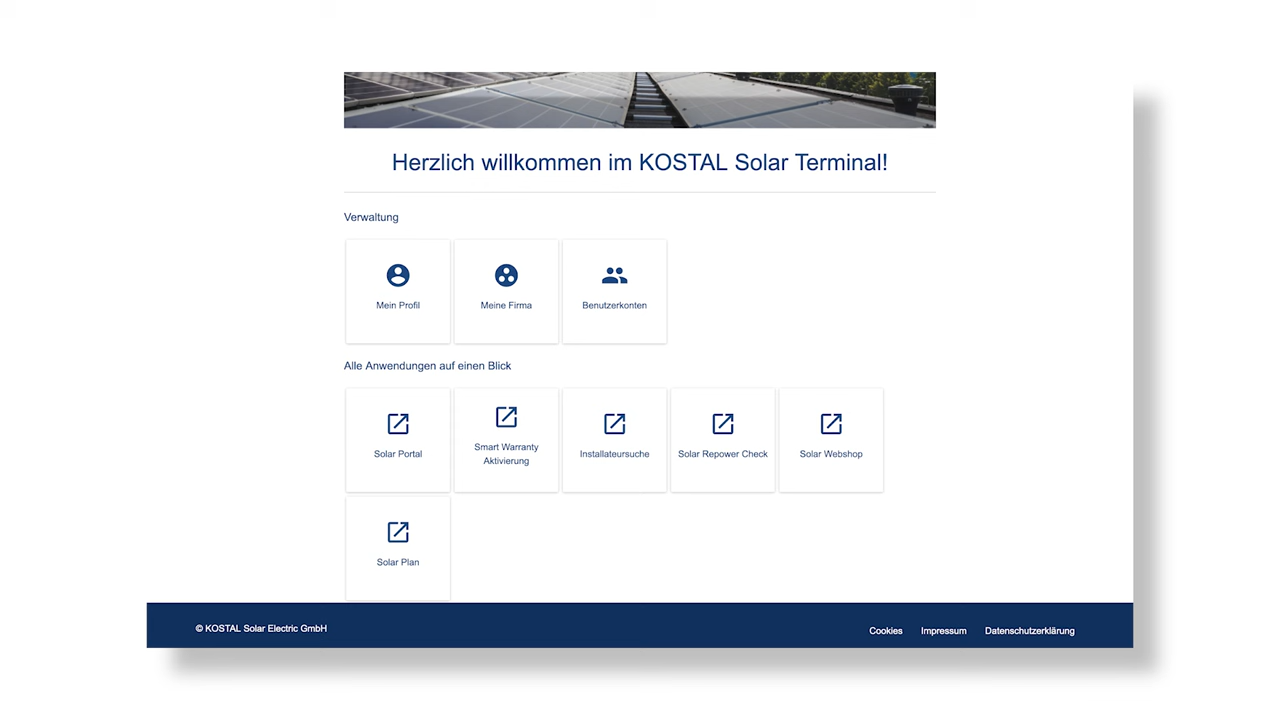 Herzlich willkommen im KOSTAL Solar Terminal!
Verwaltung
Mein Profil
Meine Firma
Benutzerkonten
Alle Anwendungen auf einen Blick
Solar Portal
Smart Warranty
Aktivierung
Installateursuche
Solar Repower Check
Solar Webshop
Solar Plan
© KOSTAL Solar Electric GmbH
Cookies
Impressum
Datenschutzerklärung